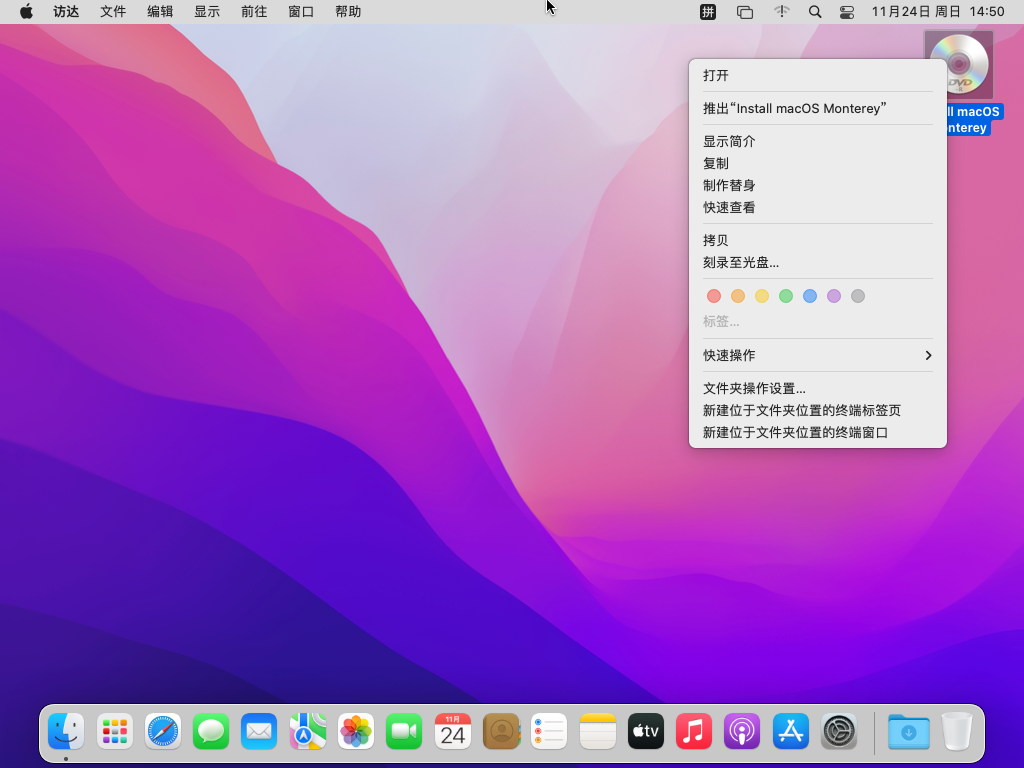 访达 文件 编辑 显示 前往 窗口 帮助 拼 11月24日 周日 14:50
打开
推出“Install macOS Monterey”
显示简介
复制
制作替身
快速查看
拷贝
刻录至光盘...
标签...
快速操作
文件夹操作设置...
新建位于文件夹位置的终端标签页
新建位于文件夹位置的终端窗口
DVD
-R
ll macOS
nterey
11月
24
tv